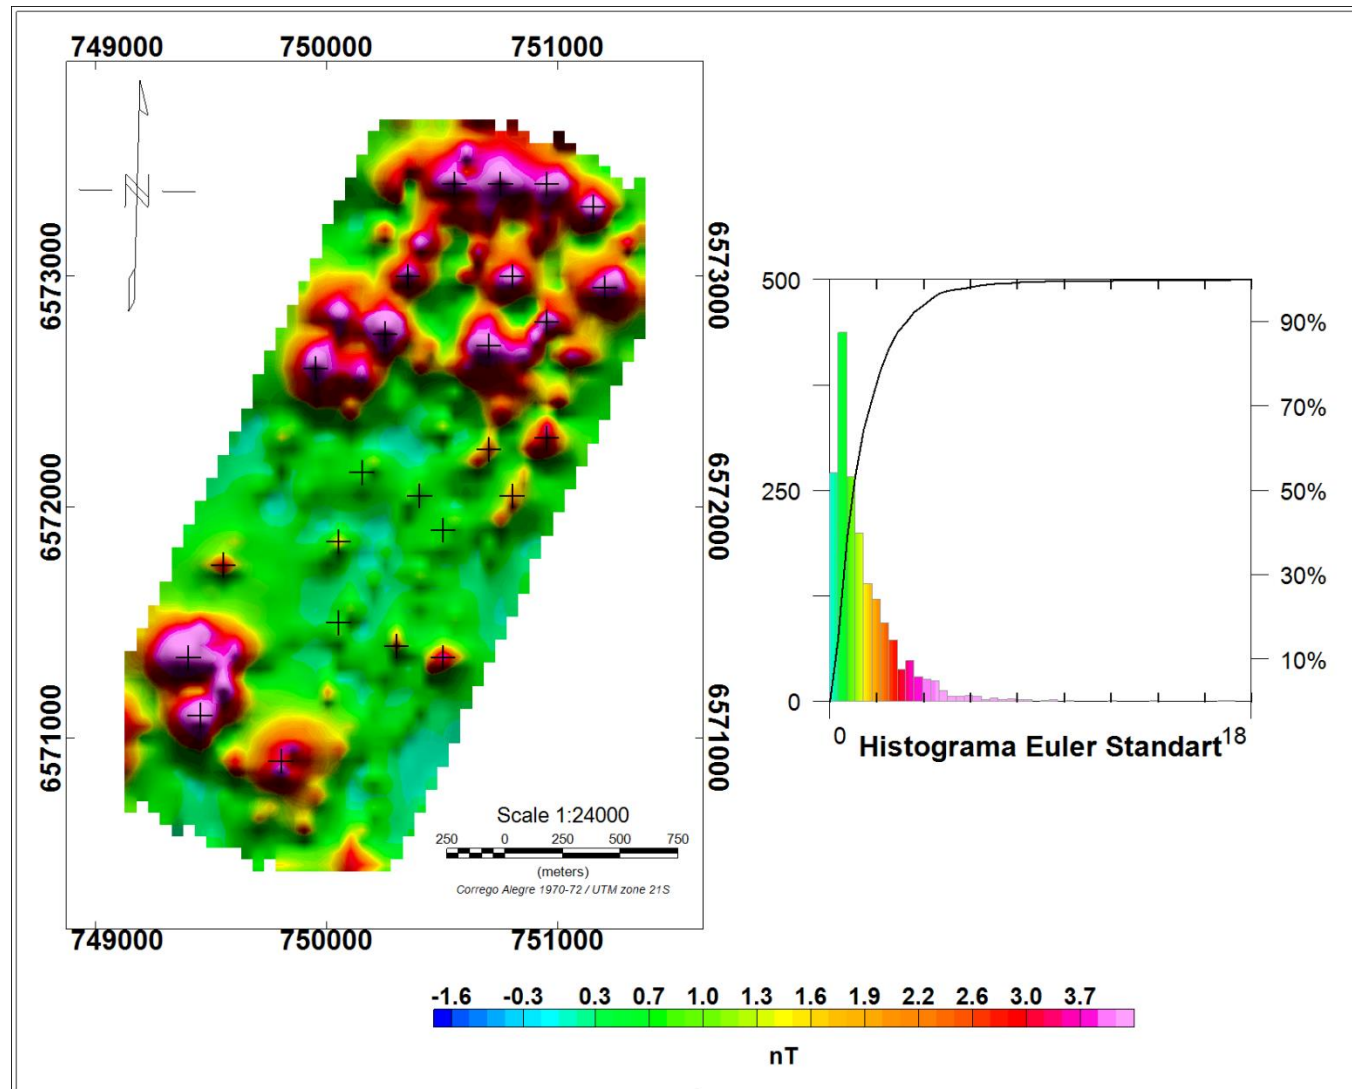 749000 750000 751000
N
6573000
6572000
6571000
6573000
6572000
6571000
Scale 1:24000
250 0 250 500 750
(meters)
Corrego Alegre 1970-72 / UTM zone 21S
749000 750000 751000
500
250
0
90%
70%
50%
30%
10%
0 18
Histograma Euler Standart
-1.6 -0.3 0.3 0.7 1.0 1.3 1.6 1.9 2.2 2.6 3.0 3.7
nT